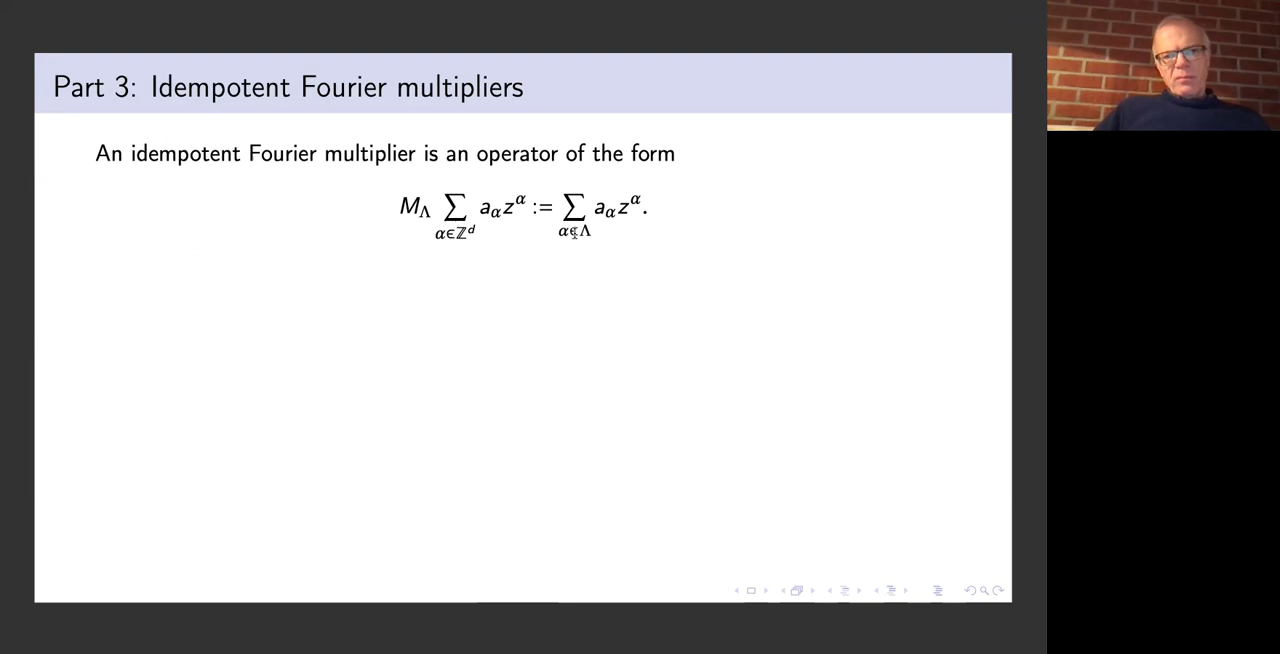 Part 3: Idempotent Fourier multipliers
An idempotent Fourier multiplier is an operator of the form
M_Λ ∑_{α∈ℤ^d} a_α z^α := ∑_{α∈Λ} a_α z^α.